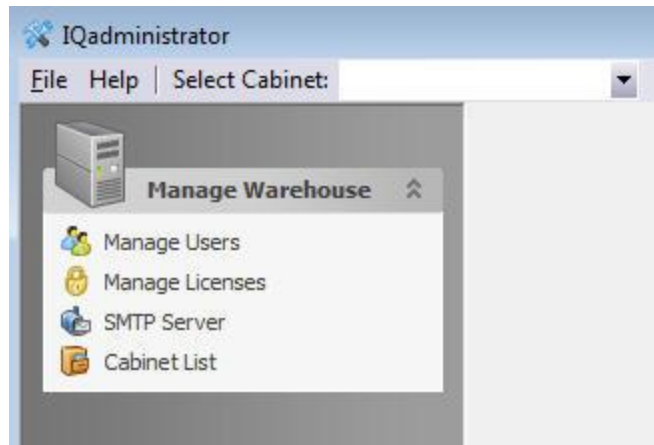 IQadministrator
File Help | Select Cabinet:
Manage Warehouse
Manage Users
Manage Licenses
SMTP Server
Cabinet List